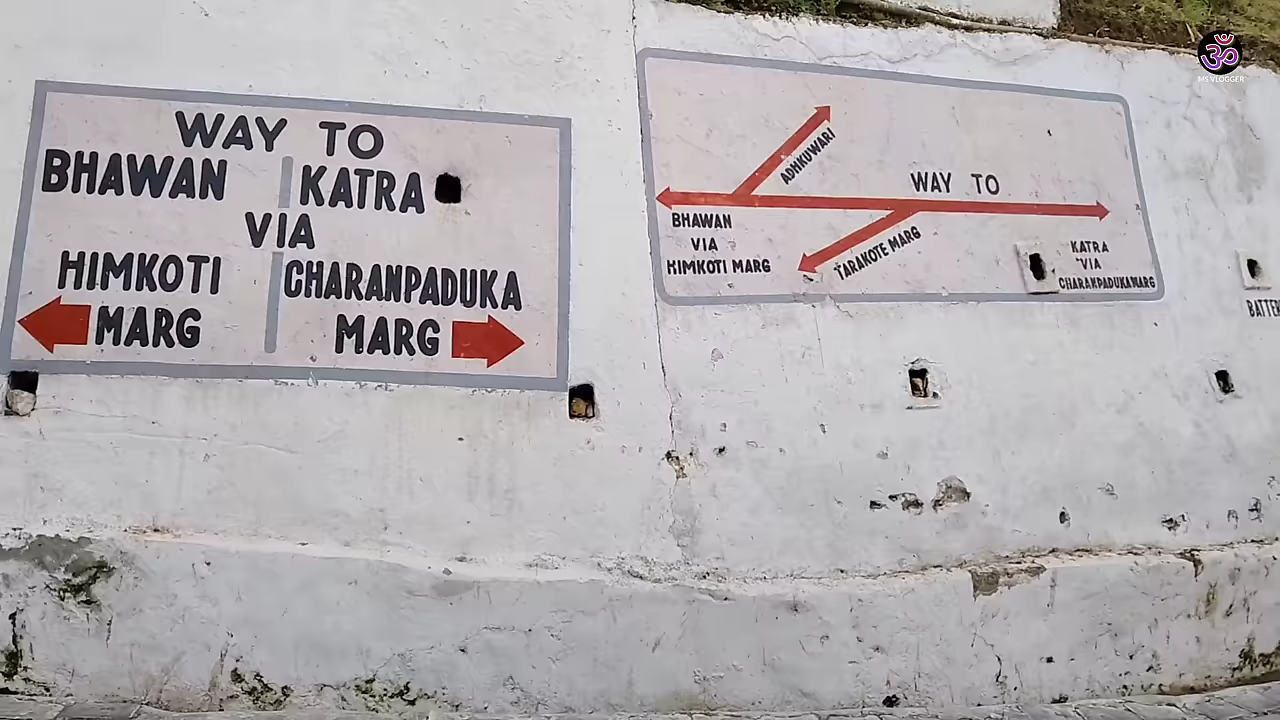 WAY TO
BHAWAN KATRA
VIA
HIMKOTI CHARANPADUKA
MARG MARG
ADHKUWARI
WAY TO
BHAWAN
VIA
HIMKOTI MARG
TARAKOTE MARG
KATRA
VIA
CHARANPADUKAMARG
ॐ
MS VLOGGER